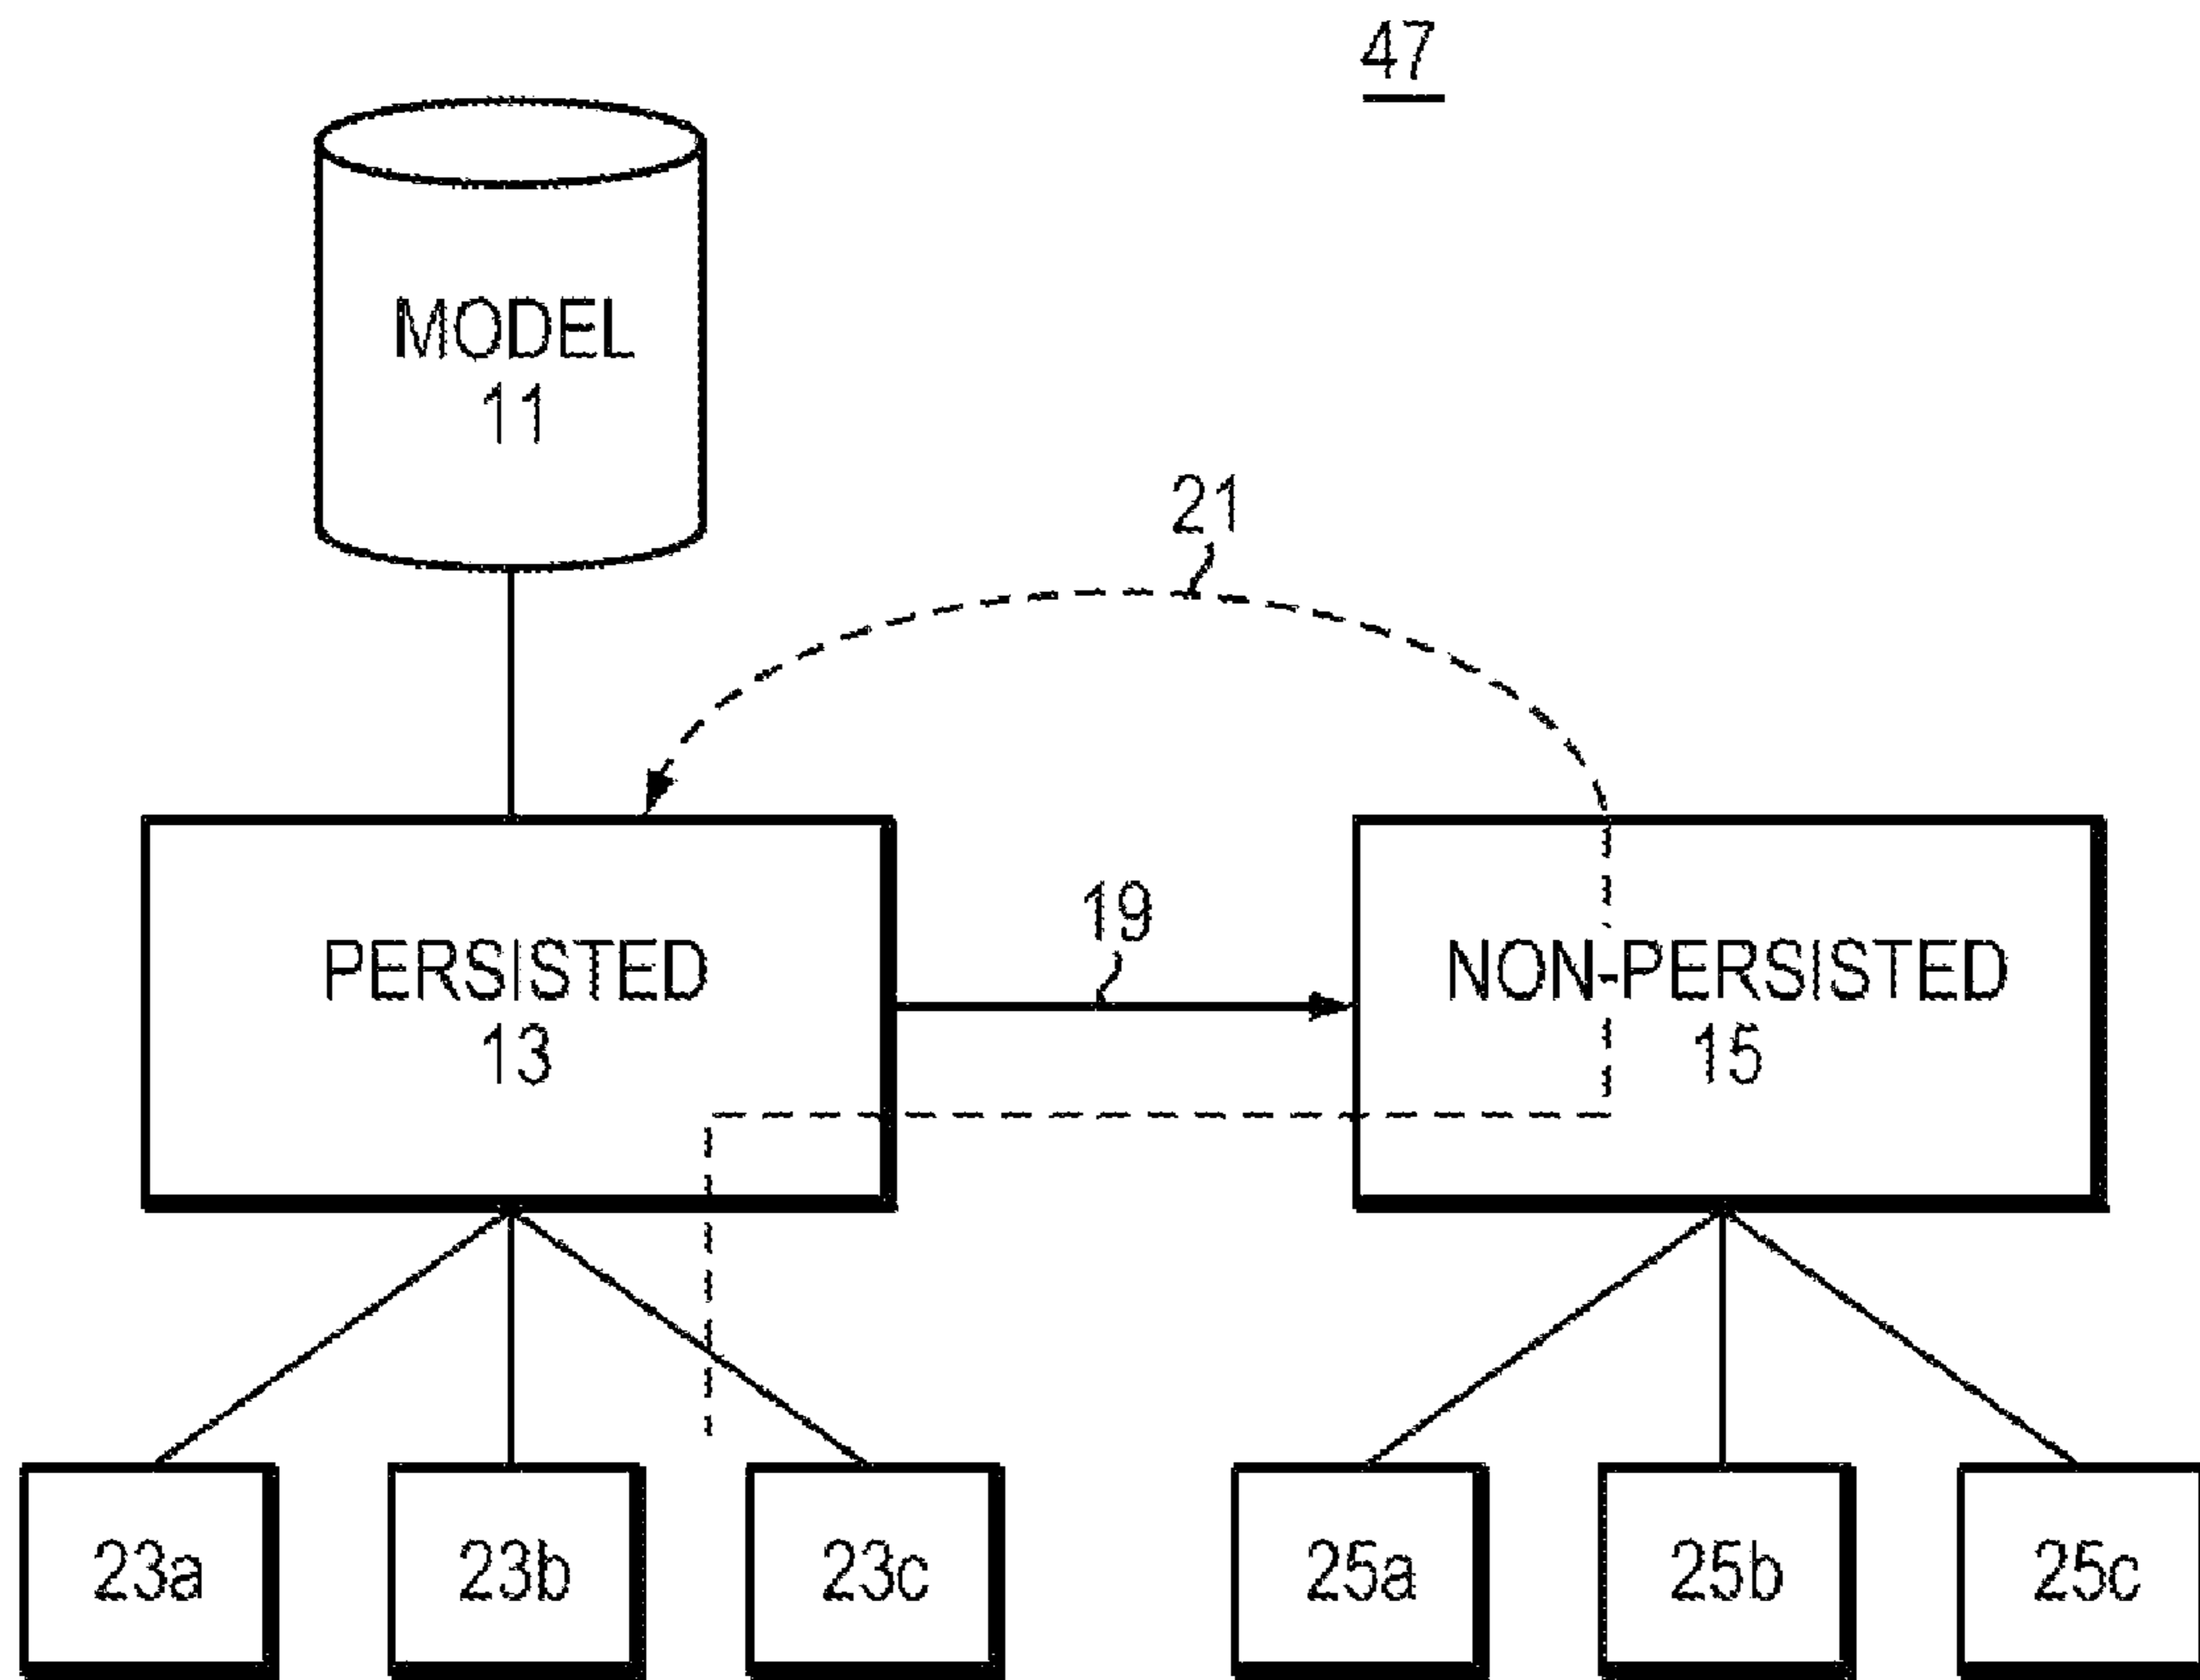 47
MODEL
11
21
19
PERSISTED
13
NON-PERSISTED
15
23a
23b
23c
25a
25b
25c